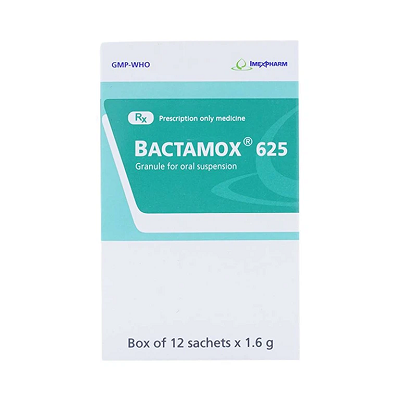 GMP-WHO
IMEXPHARM
Rx Prescription only medicine
BACTAMOX® 625
Granule for oral suspension
Box of 12 sachets x 1.6 g